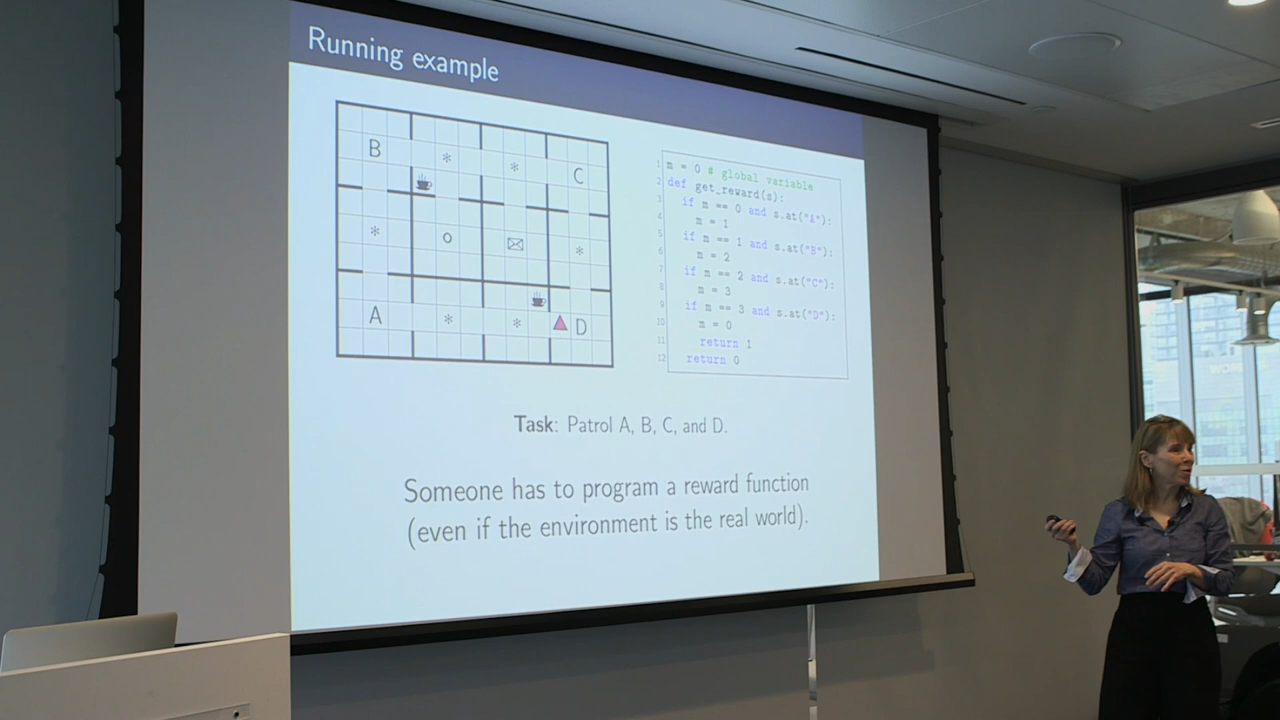 Running example
B
*
*
C
*
o
*
A
*
*
D
1 m = 0 # global variable
2 def get_reward(s):
3 if m == 0 and s.at("A"):
4 m = 1
5 if m == 1 and s.at("B"):
6 m = 2
7 if m == 2 and s.at("C"):
8 m = 3
9 if m == 3 and s.at("D"):
10 m = 0
11 return 1
12 return 0
Task: Patrol A, B, C, and D.
Someone has to program a reward function
(even if the environment is the real world).